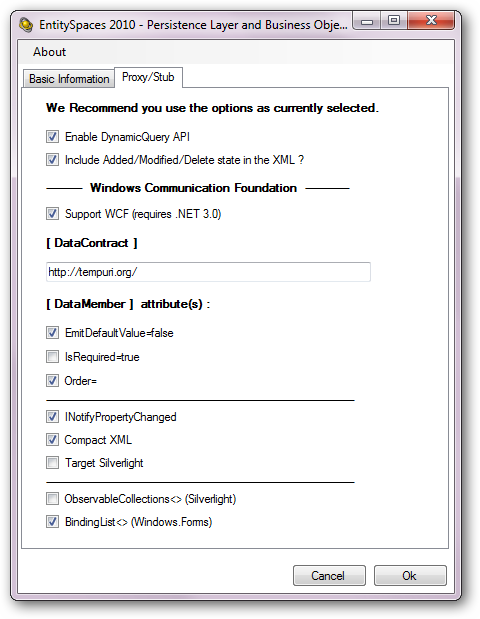 EntitySpaces 2010 - Persistence Layer and Business Obje...
About
Basic Information
Proxy/Stub
We Recommend you use the options as currently selected.
Enable DynamicQuery API
Include Added/Modified/Delete state in the XML ?
Windows Communication Foundation
Support WCF (requires .NET 3.0)
[ DataContract ]
http://tempuri.org/
[ DataMember ] attribute(s) :
EmitDefaultValue=false
IsRequired=true
Order=
INotifyPropertyChanged
Compact XML
Target Silverlight
ObservableCollections<> (Silverlight)
BindingList<> (Windows.Forms)
Cancel
Ok